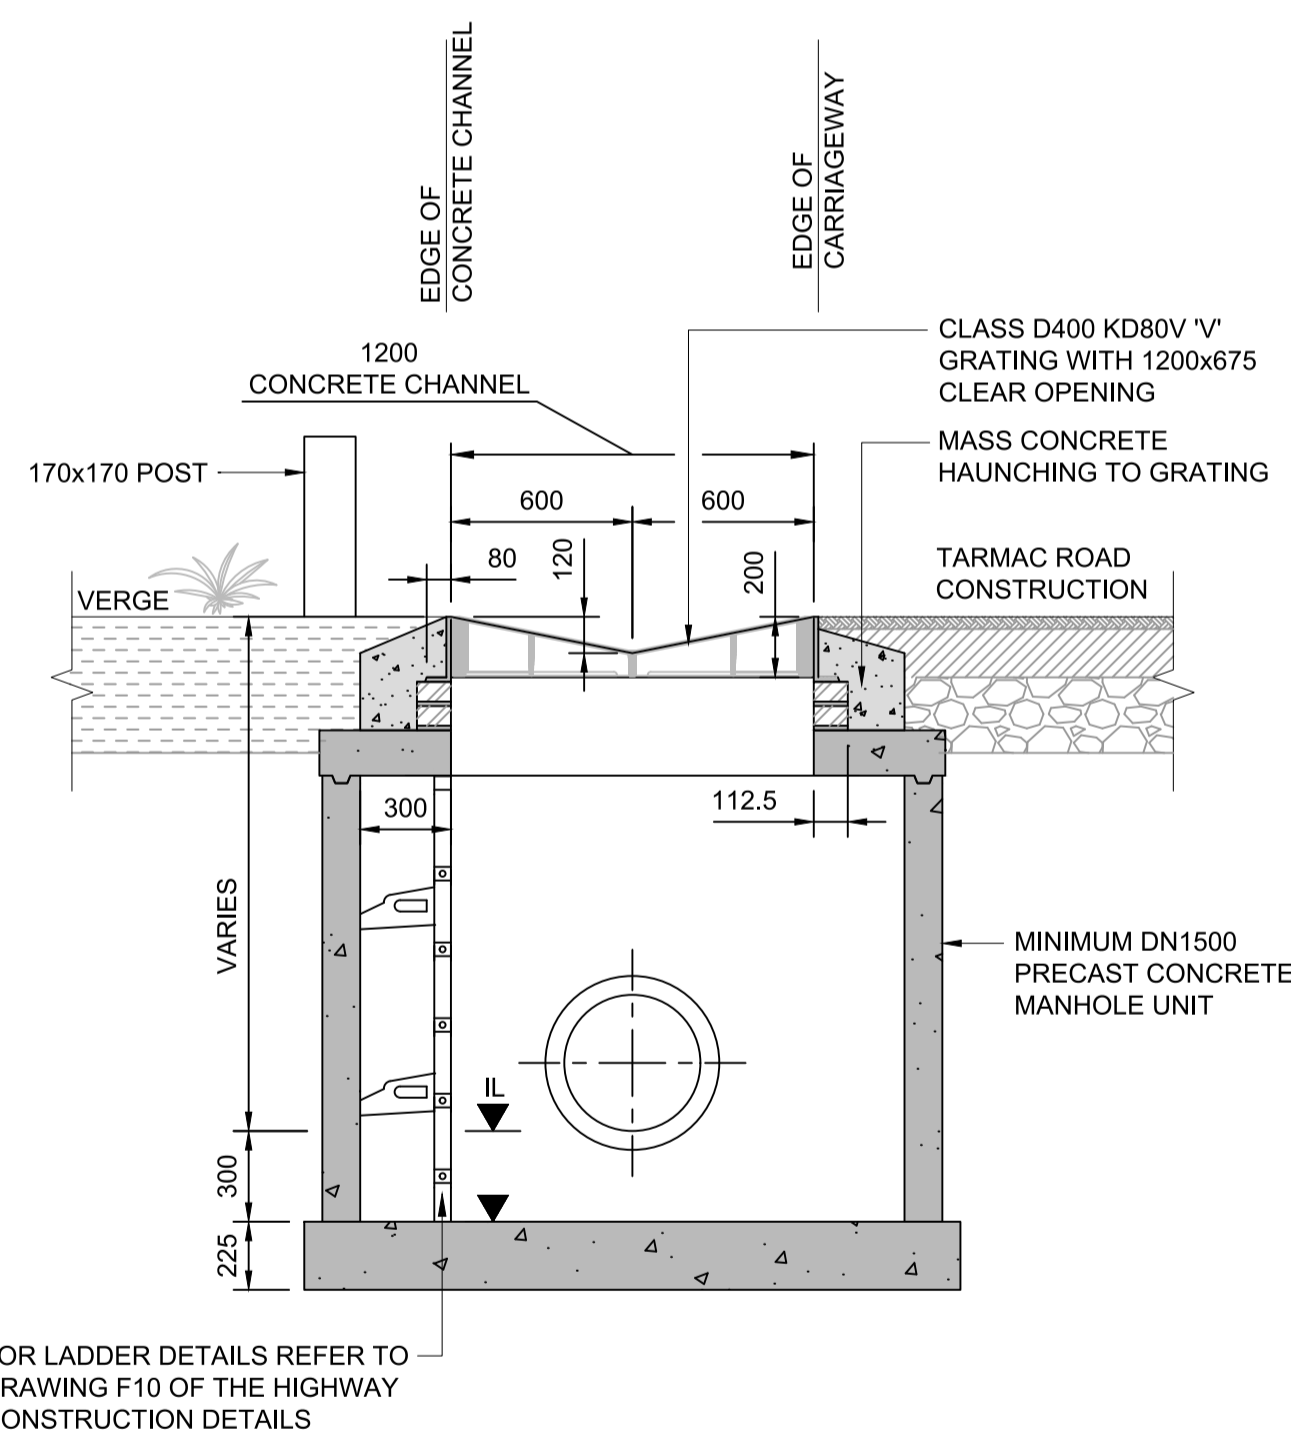 EDGE OF
CONCRETE CHANNEL
EDGE OF
CARRIAGEWAY
1200
CONCRETE CHANNEL
CLASS D400 KD80V 'V'
GRATING WITH 1200x675
CLEAR OPENING
MASS CONCRETE
HAUNCHING TO GRATING
170x170 POST
600
600
80
120
200
TARMAC ROAD
CONSTRUCTION
VERGE
300
112.5
VARIES
MINIMUM DN1500
PRECAST CONCRETE
MANHOLE UNIT
IL
300
225
OR LADDER DETAILS REFER TO
RAWING F10 OF THE HIGHWAY
ONSTRUCTION DETAILS